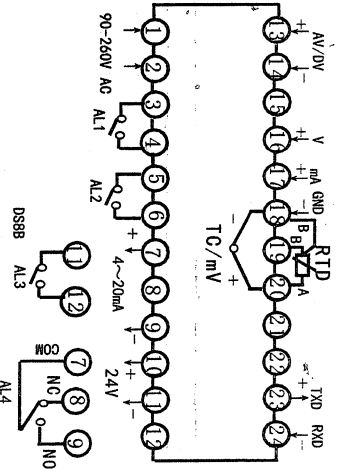 90-260V AC
AL1
AL2
+
4~20mA
-
+
24V
-
1 2 3 4 5 6 7 8 9 10 11 12
13 14 15 16 17 18 19 20 21 22 23 24
+
AV/DV
-
+ V
+ mA
- GND
B
B
RTD
A
-
TC/mV
+
+
TXD
RXD
-
DS8B
11
AL3
12
COM 7
NC 8
NO 9
AL4